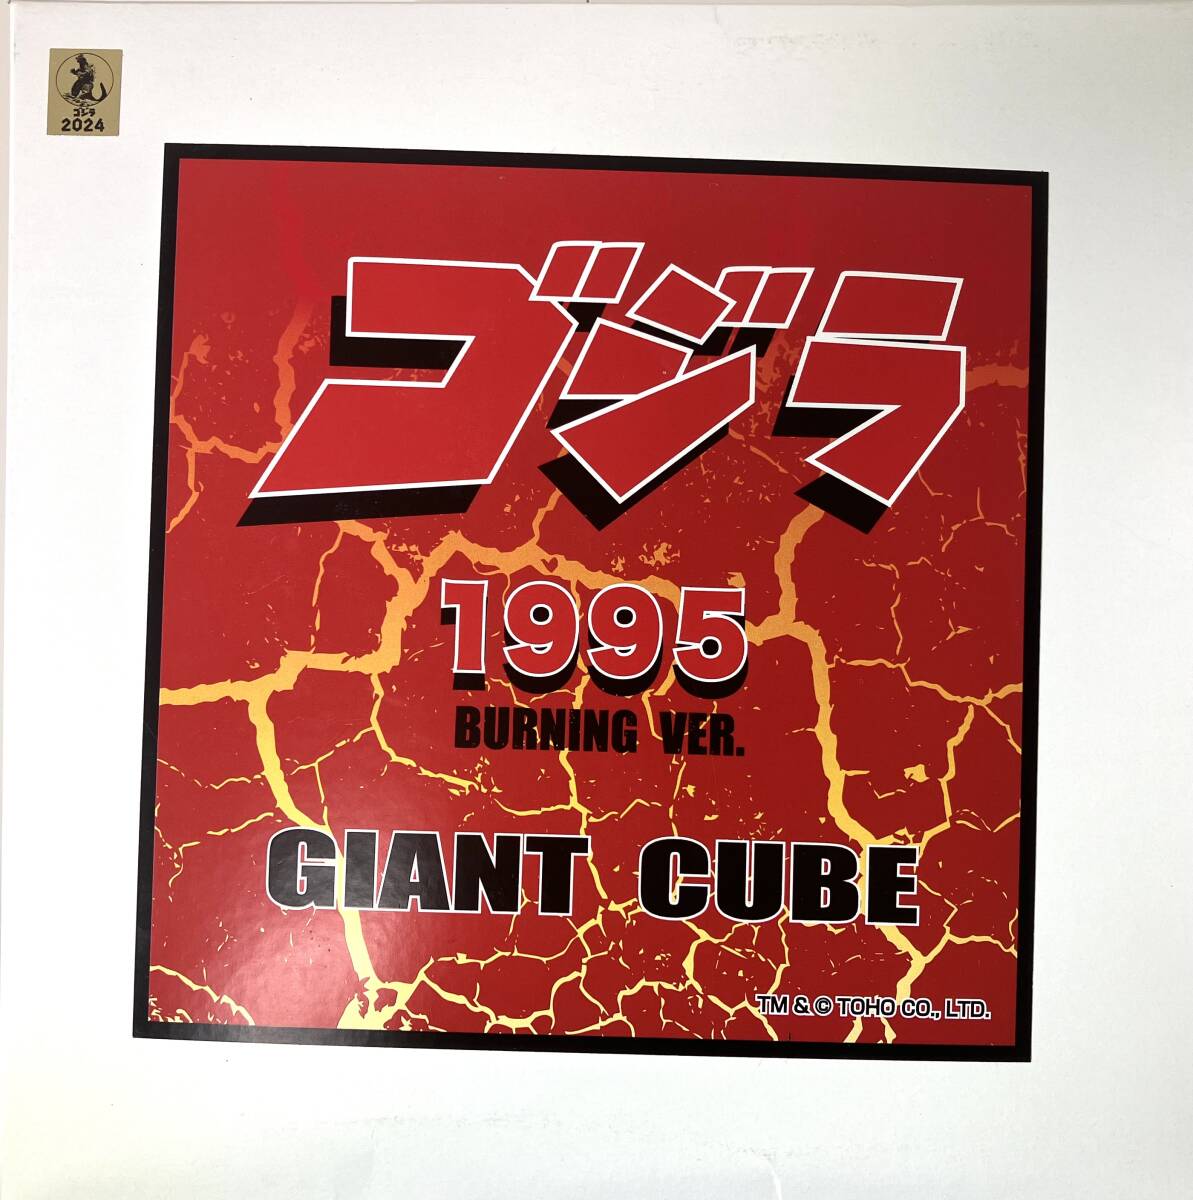 ゴジラ
2024
ゴジラ
1995
BURNING VER.
GIANT CUBE
TM & © TOHO CO., LTD.